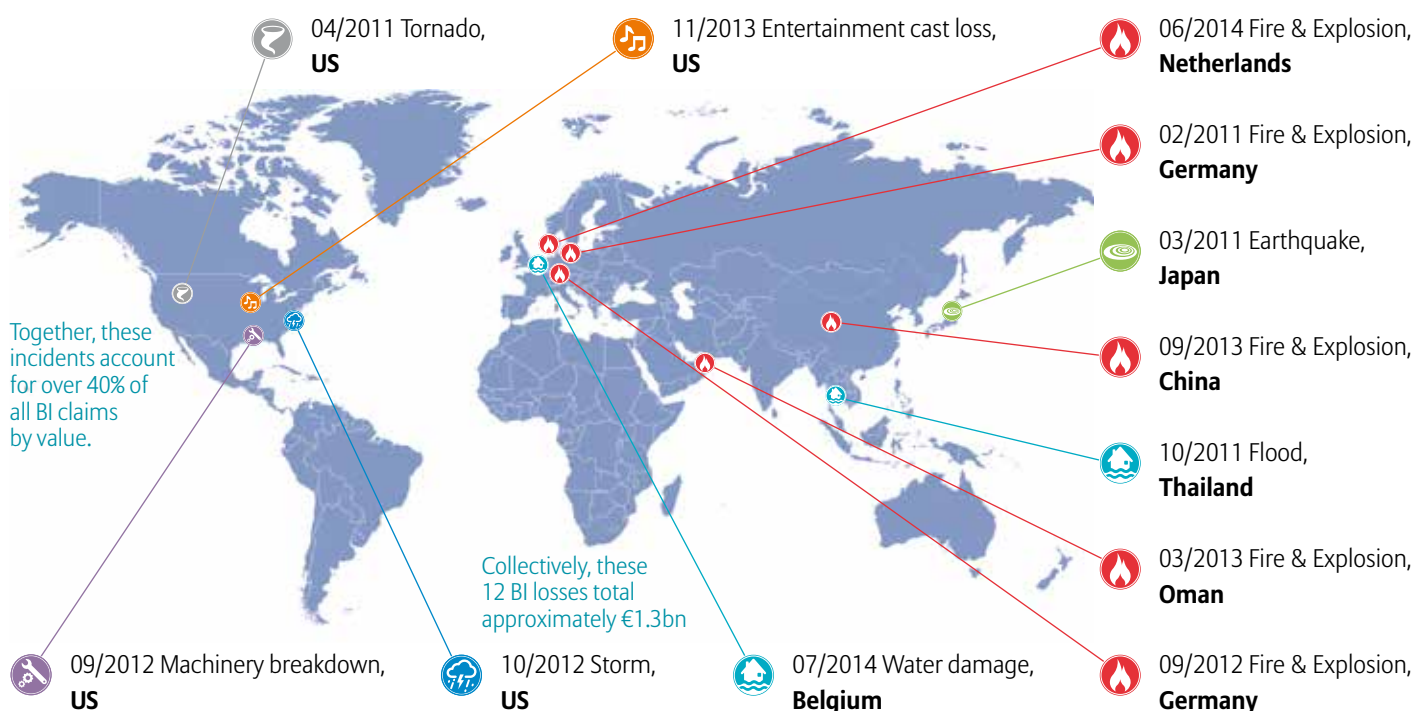 04/2011 Tornado,
US
11/2013 Entertainment cast loss,
US
06/2014 Fire & Explosion,
Netherlands
02/2011 Fire & Explosion,
Germany
03/2011 Earthquake,
Japan
09/2013 Fire & Explosion,
China
10/2011 Flood,
Thailand
03/2013 Fire & Explosion,
Oman
09/2012 Fire & Explosion,
Germany
Together, these
incidents account
for over 40% of
all BI claims
by value.
Collectively, these
12 BI losses total
approximately €1.3bn
09/2012 Machinery breakdown,
US
10/2012 Storm,
US
07/2014 Water damage,
Belgium